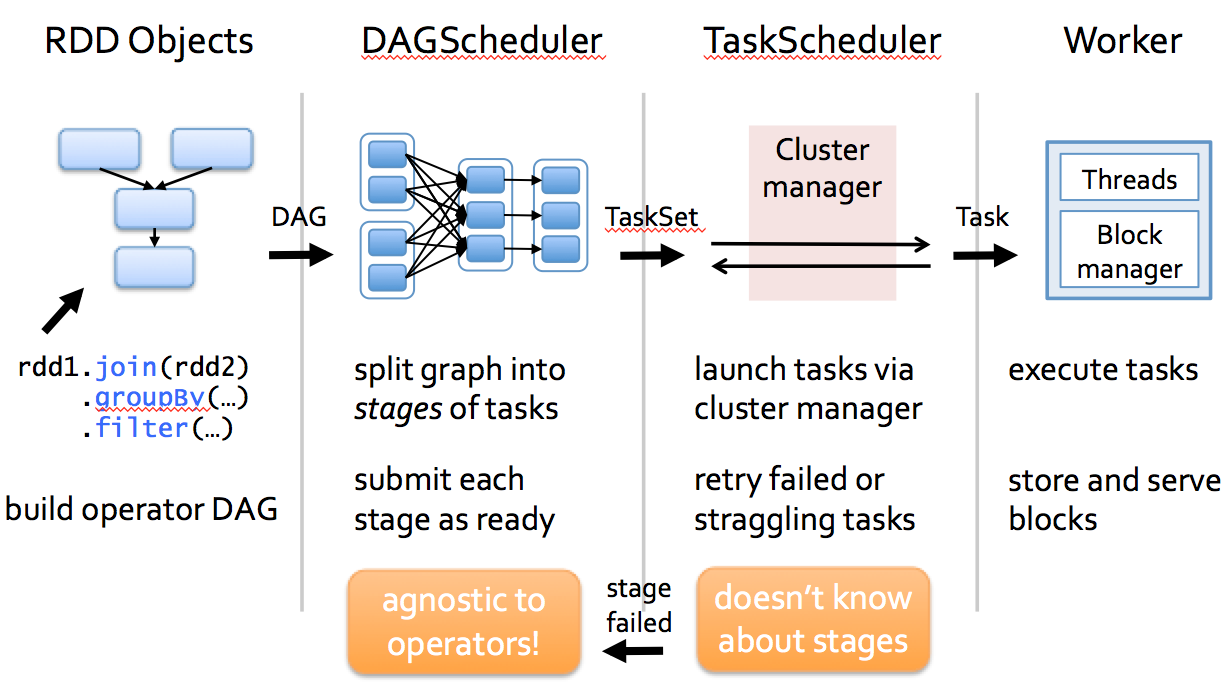 RDD Objects
DAGScheduler
TaskScheduler
Worker
DAG
TaskSet
Cluster
manager
Task
Threads
Block
manager
rdd1.join(rdd2)
.groupBy(…)
.filter(…)
build operator DAG
split graph into
stages of tasks
submit each
stage as ready
agnostic to
operators!
launch tasks via
cluster manager
retry failed or
straggling tasks
doesn’t know
about stages
stage
failed
execute tasks
store and serve
blocks